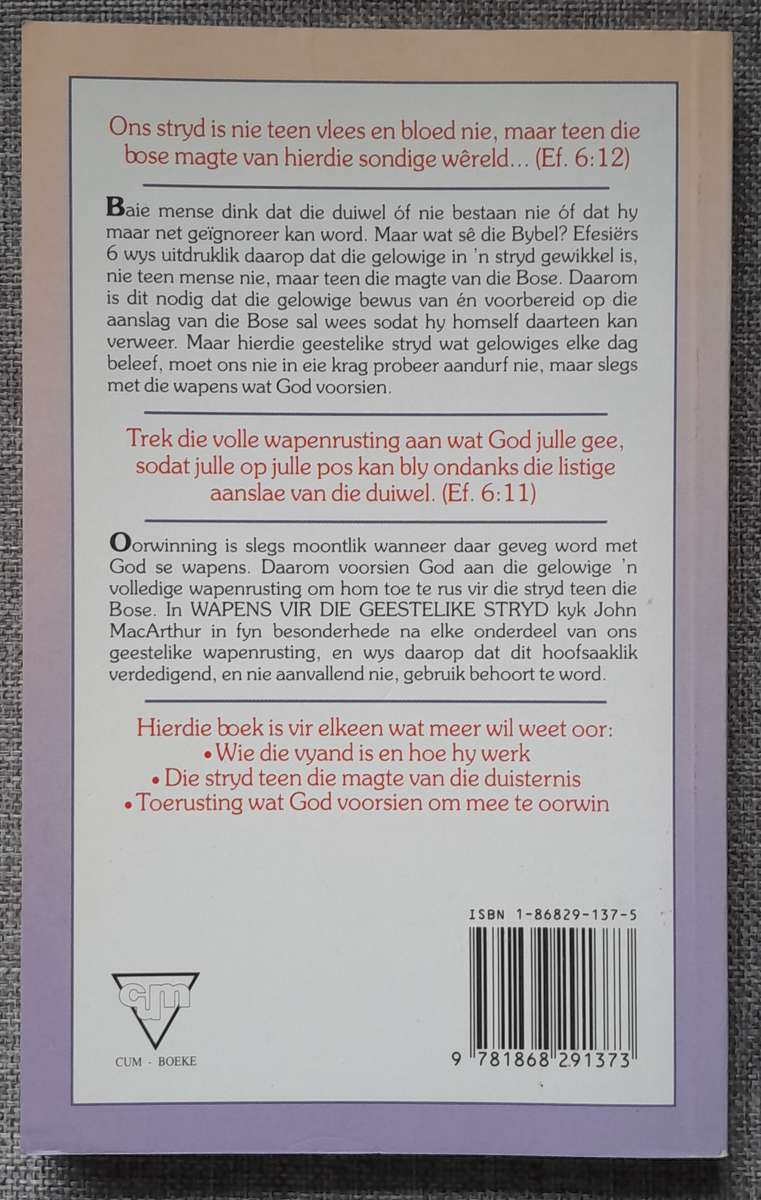 Ons stryd is nie teen vlees en bloed nie, maar teen die
bose magte van hierdie sondige wêreld... (Ef. 6:12)
Baie mense dink dat die duiwel óf nie bestaan nie óf dat hy
maar net geïgnoreer kan word. Maar wat sê die Bybel? Efesiërs
6 wys uitdruklik daarop dat die gelowige in 'n stryd gewikkel is,
nie teen mense nie, maar teen die magte van die Bose. Daarom
is dit nodig dat die gelowige bewus van én voorbereid op die
aanslag van die Bose sal wees sodat hy homself daarteen kan
verweer. Maar hierdie geestelike stryd wat gelowiges elke dag
beleef, moet ons nie in eie krag probeer aandurf nie, maar slegs
met die wapens wat God voorsien.
Trek die volle wapenrusting aan wat God julle gee,
sodat julle op julle pos kan bly ondanks die listige
aanslae van die duiwel. (Ef. 6:11)
Oorwinning is slegs moontlik wanneer daar geveg word met
God se wapens. Daarom voorsien God aan die gelowige 'n
volledige wapenrusting om hom toe te rus vir die stryd teen die
Bose. In WAPENS VIR DIE GEESTELIKE STRYD kyk John
MacArthur in fyn besonderhede na elke onderdeel van ons
geestelike wapenrusting, en wys daarop dat dit hoofsaaklik
verdedigend, en nie aanvallend nie, gebruik behoort te word.
Hierdie boek is vir elkeen wat meer wil weet oor:
• Wie die vyand is en hoe hy werk
• Die stryd teen die magte van die duisternis
• Toerusting wat God voorsien om mee te oorwin
ISBN 1-86829-137-5
9 781868 291373
cum
CUM - BOEKE